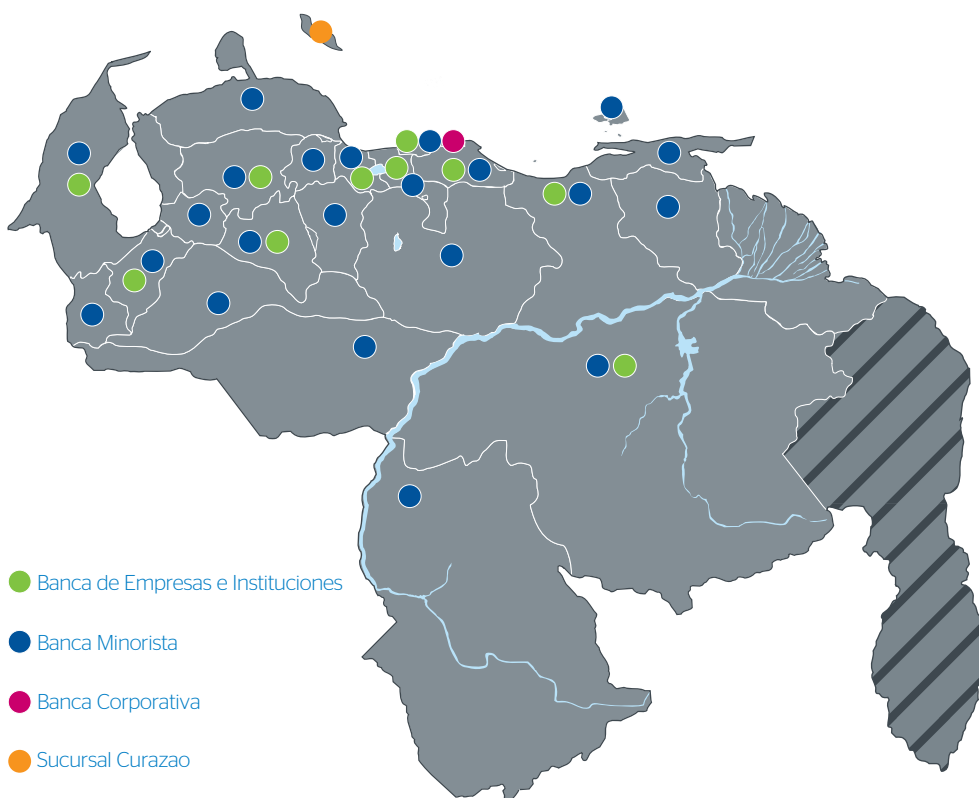 Banca de Empresas e Instituciones
Banca Minorista
Banca Corporativa
Sucursal Curazao